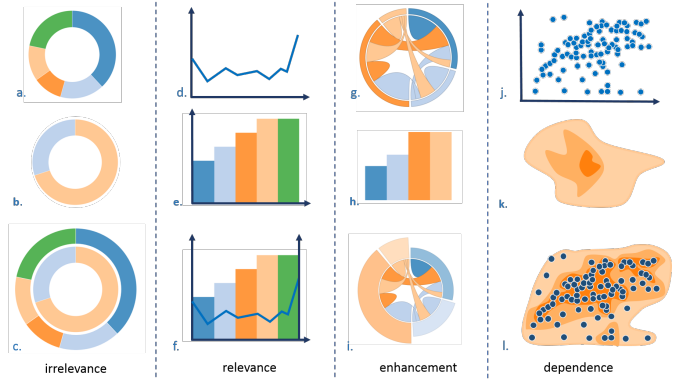 a.
d.
g.
j.
b.
e.
h.
k.
c.
f.
i.
l.
irrelevance
relevance
enhancement
dependence